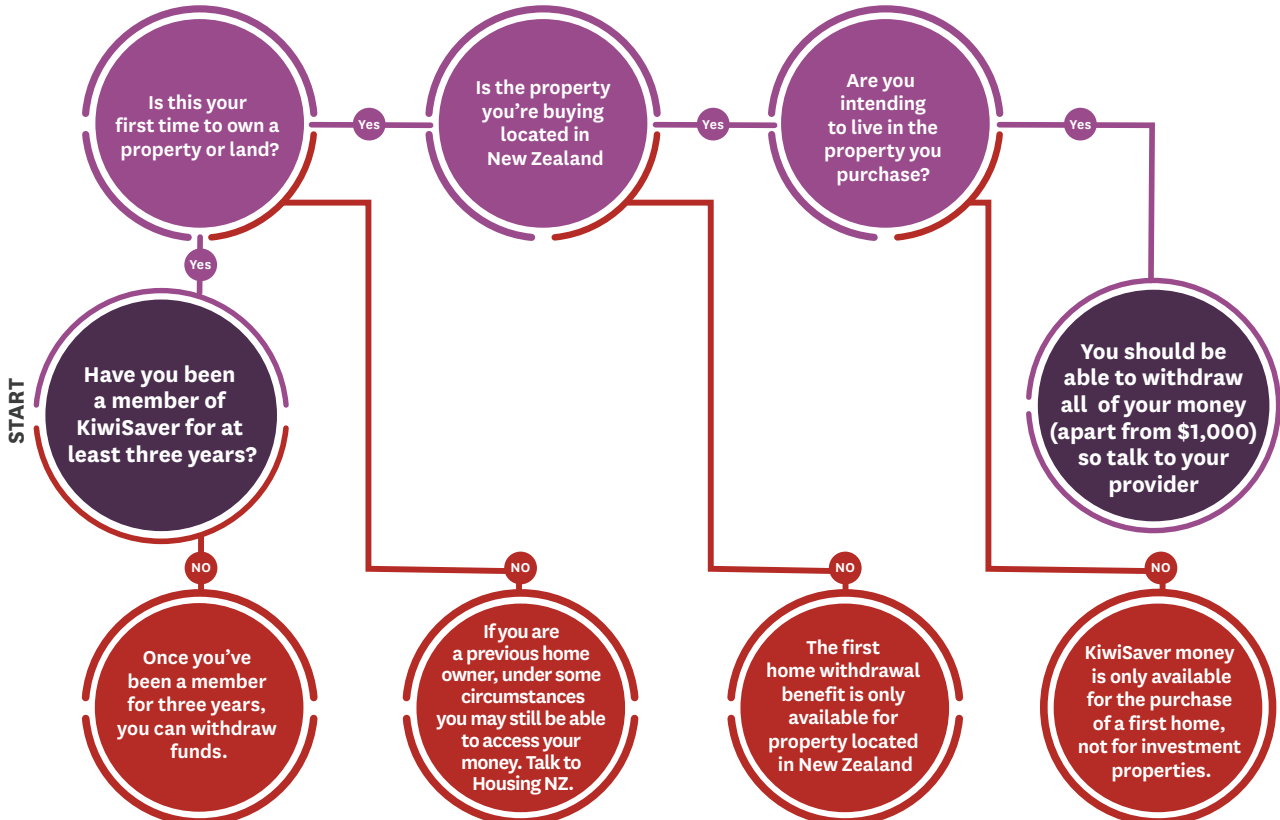 Is this your
first time to own a
property or land?
Yes
Is the property
you're buying
located in
New Zealand
Yes
Are you
intending
to live in the
property you
purchase?
Yes
Yes
START
Have you been
a member of
KiwiSaver for at
least three years?
You should be
able to withdraw
all of your money
(apart from $1,000)
so talk to your
provider
NO
NO
NO
NO
Once you've
been a member
for three years,
you can withdraw
funds.
If you are
a previous home
owner, under some
circumstances
you may still be able
to access your
money. Talk to
Housing NZ.
The first
home withdrawal
benefit is only
available for
property located
in New Zealand
KiwiSaver money
is only available
for the purchase
of a first home,
not for investment
properties.